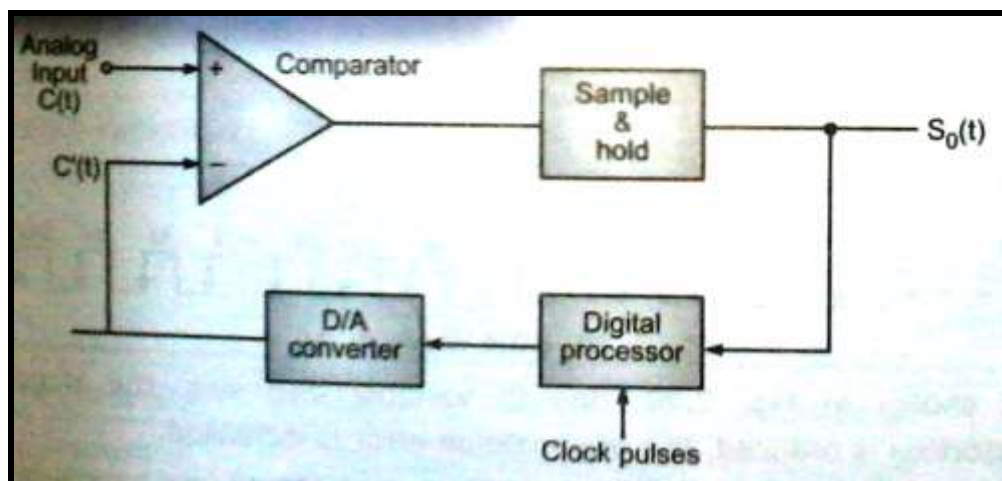 Analog
Input
C(t)
+
Comparator
Sample
&
hold
S₀(t)
C'(t)
−
D/A
converter
Digital
processor
Clock pulses